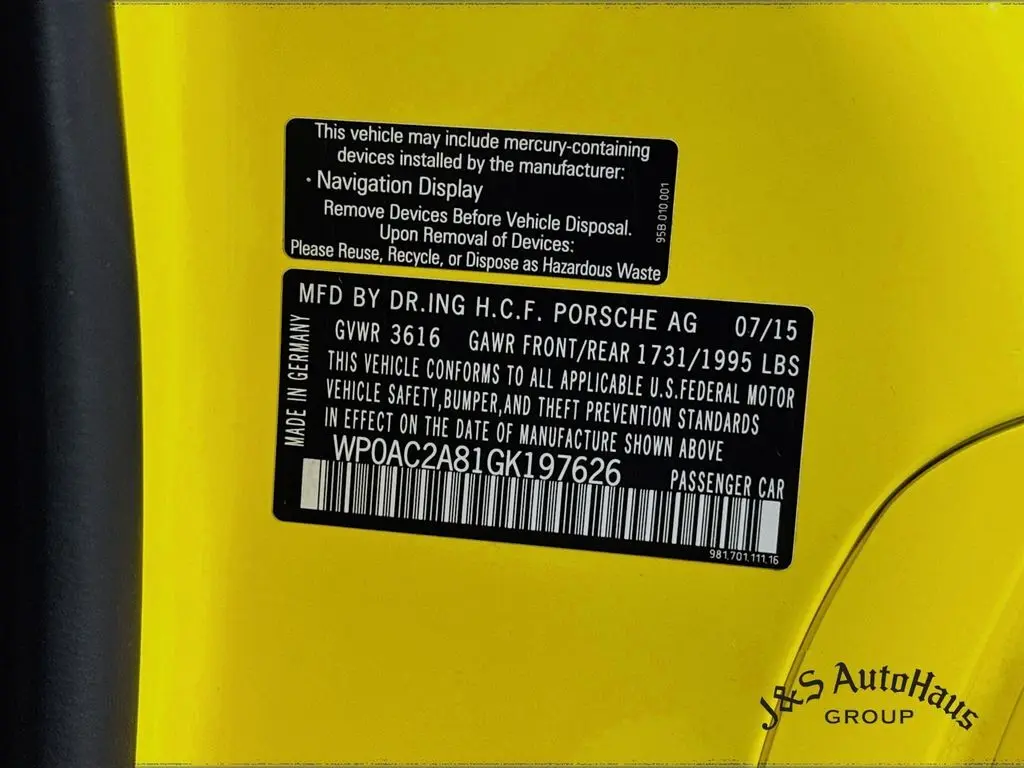 This vehicle may include mercury-containing
devices installed by the manufacturer:
· Navigation Display
Remove Devices Before Vehicle Disposal.
Upon Removal of Devices:
Please Reuse, Recycle, or Dispose as Hazardous Waste
95B 010 001
MFD BY DR.ING H.C.F. PORSCHE AG 07/15
GVWR 3616 GAWR FRONT/REAR 1731/1995 LBS
THIS VEHICLE CONFORMS TO ALL APPLICABLE U.S.FEDERAL MOTOR
VEHICLE SAFETY,BUMPER,AND THEFT PREVENTION STANDARDS
IN EFFECT ON THE DATE OF MANUFACTURE SHOWN ABOVE
WP0AC2A81GK197626 PASSENGER CAR
MADE IN GERMANY
981.701.111.16
J&S AutoHaus
GROUP